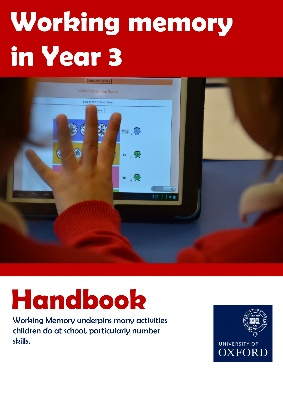 Working memory
in Year 3
Handbook
Working Memory underpins many activities
children do at school, particularly number
skills.
UNIVERSITY OF
OXFORD